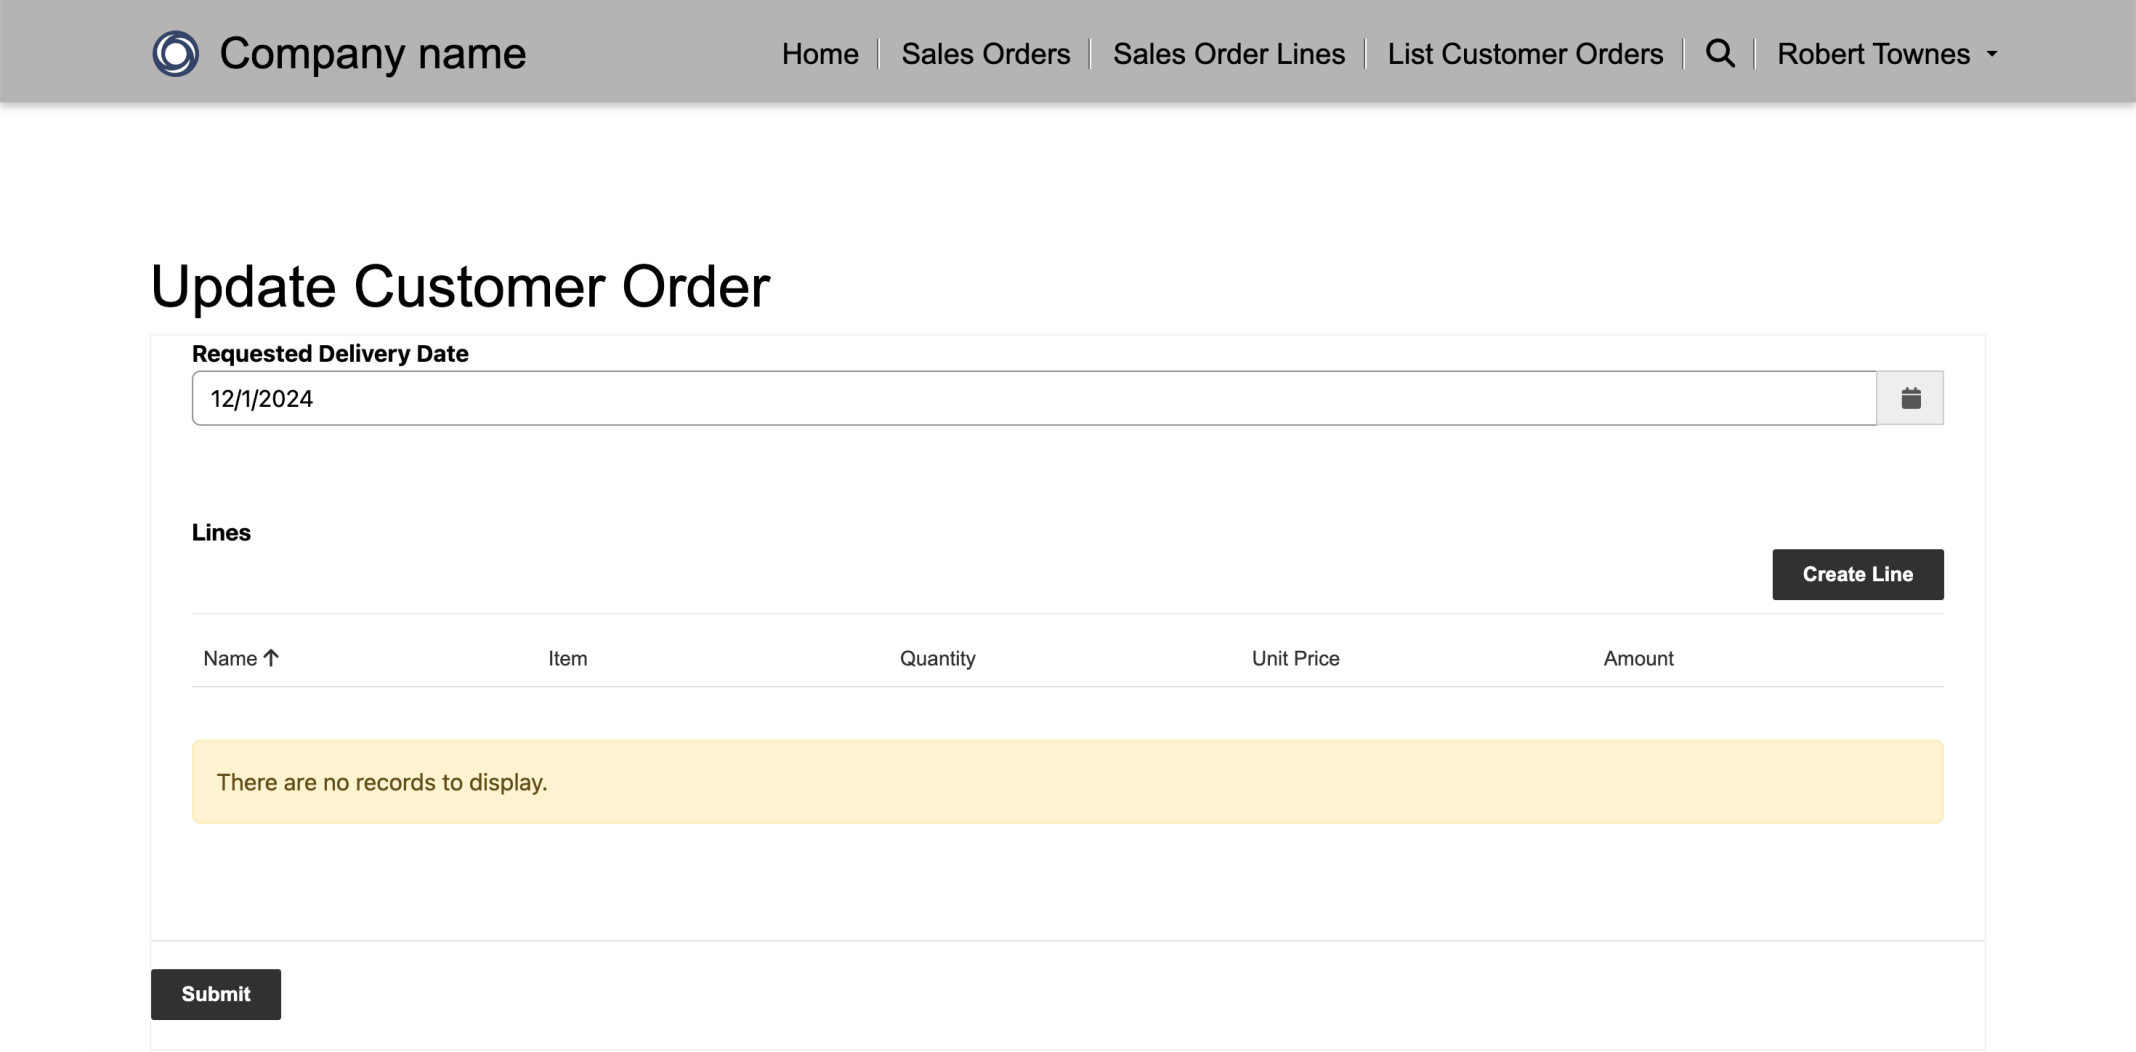 Company name
Home
Sales Orders
Sales Order Lines
List Customer Orders
Robert Townes
Update Customer Order
Requested Delivery Date
12/1/2024
Lines
Create Line
Name
Item
Quantity
Unit Price
Amount
There are no records to display.
Submit